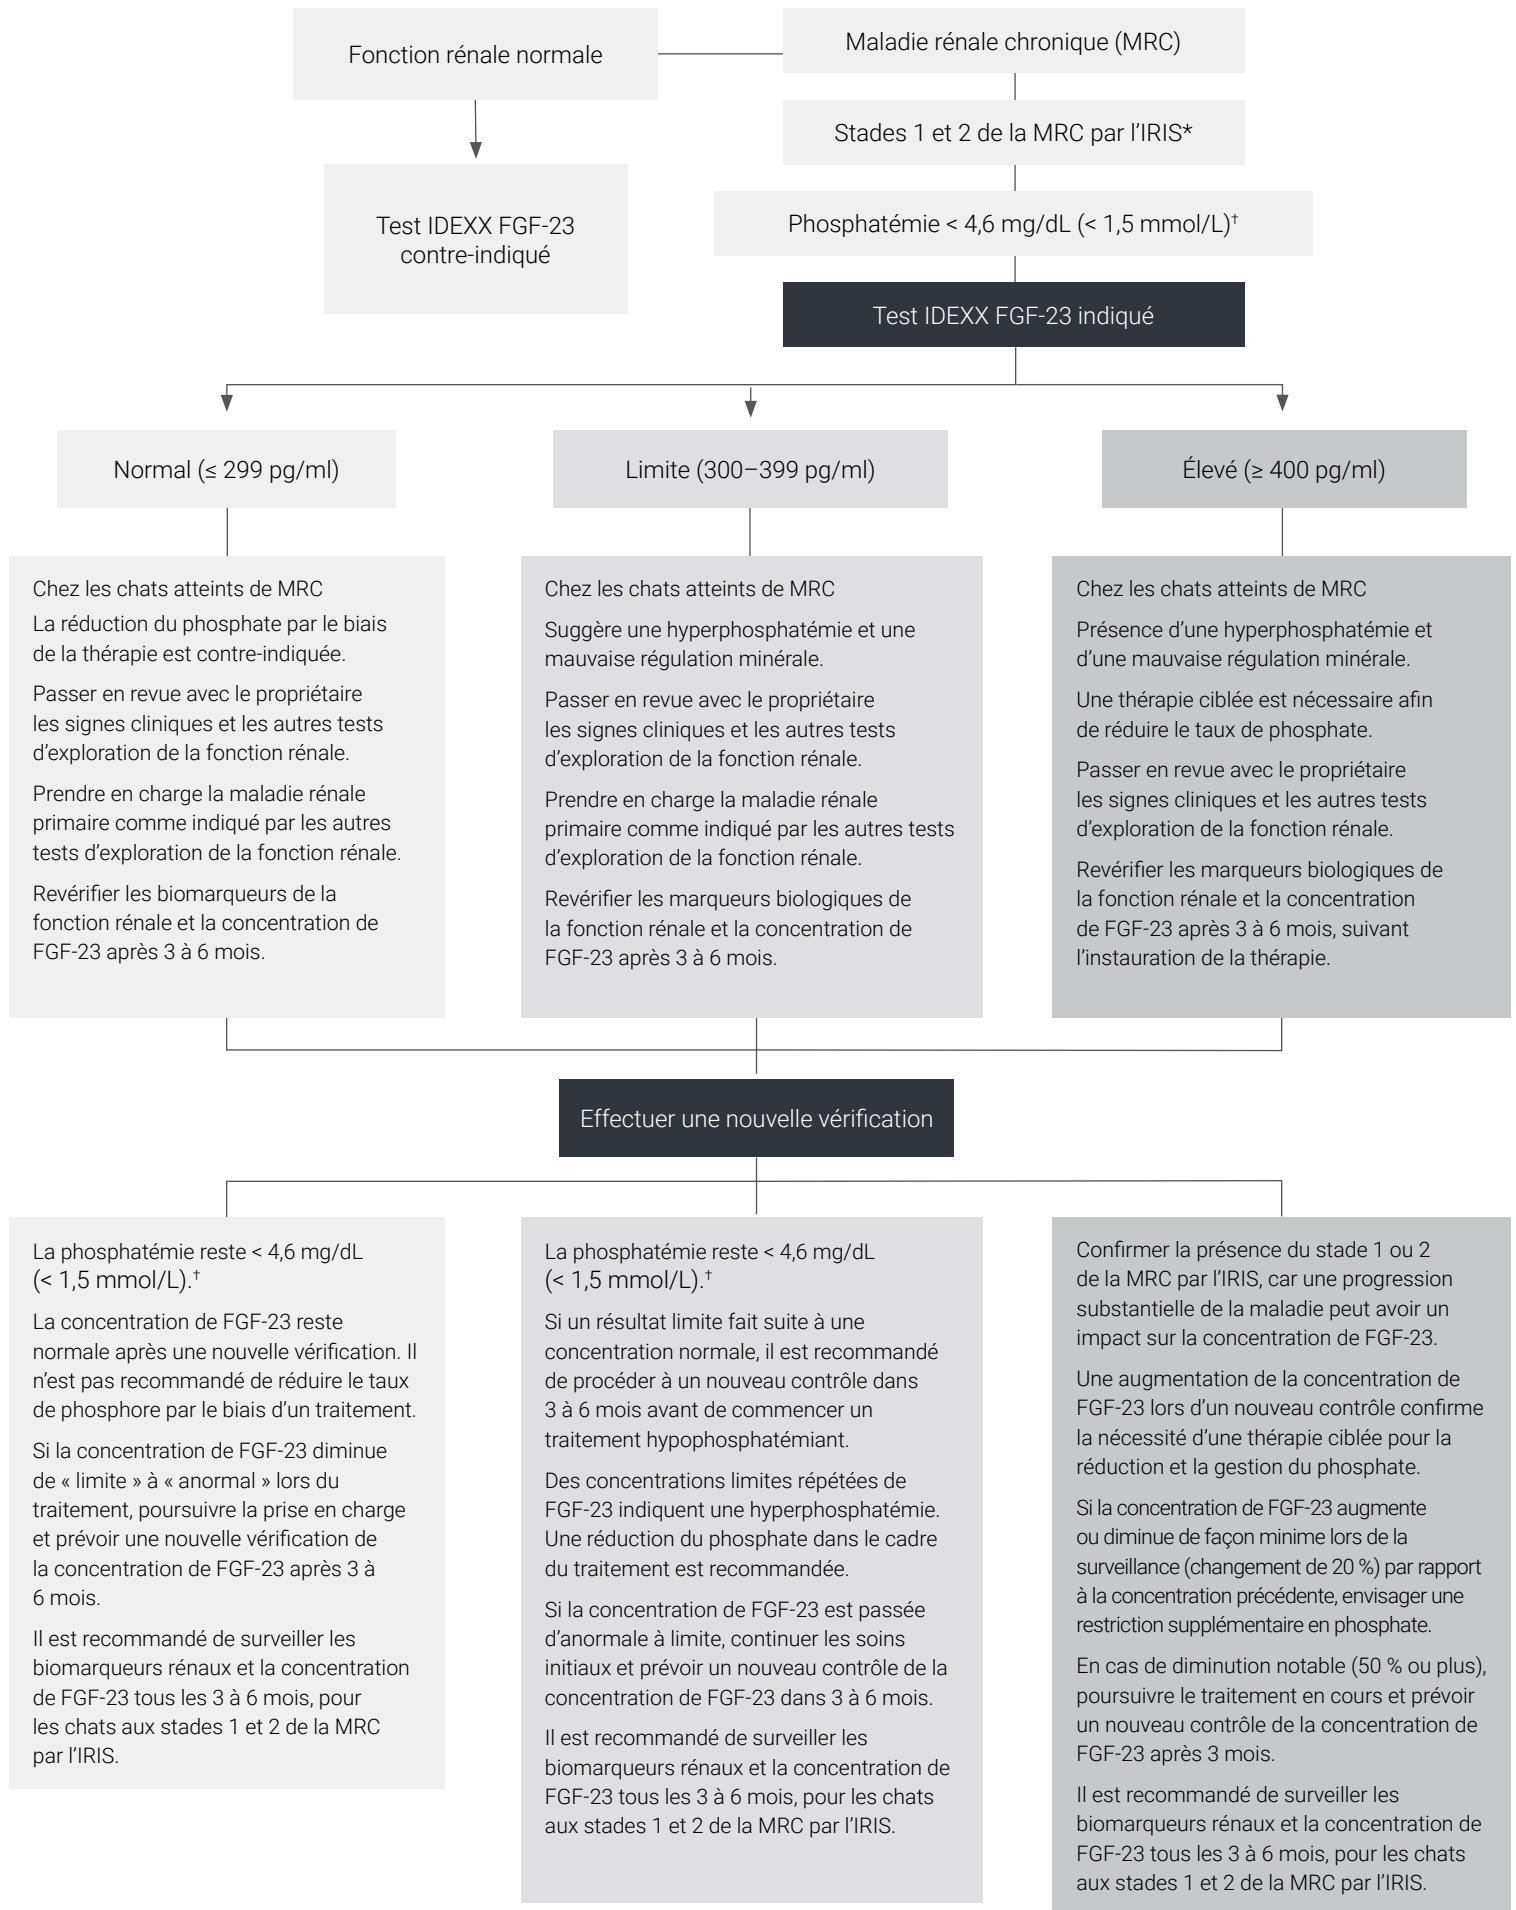 Fonction rénale normale
Maladie rénale chronique (MRC)
Stades 1 et 2 de la MRC par l'IRIS*
Test IDEXX FGF-23
contre-indiqué
Phosphatémie < 4,6 mg/dL (< 1,5 mmol/L)†
Test IDEXX FGF-23 indiqué
Normal (≤ 299 pg/ml)
Limite (300–399 pg/ml)
Élevé (≥ 400 pg/ml)
Chez les chats atteints de MRC
La réduction du phosphate par le biais
de la thérapie est contre-indiquée.
Passer en revue avec le propriétaire
les signes cliniques et les autres tests
d'exploration de la fonction rénale.
Prendre en charge la maladie rénale
primaire comme indiqué par les autres
tests d'exploration de la fonction rénale.
Revérifier les biomarqueurs de la
fonction rénale et la concentration de
FGF-23 après 3 à 6 mois.
Chez les chats atteints de MRC
Suggère une hyperphosphatémie et une
mauvaise régulation minérale.
Passer en revue avec le propriétaire
les signes cliniques et les autres tests
d'exploration de la fonction rénale.
Prendre en charge la maladie rénale
primaire comme indiqué par les autres tests
d'exploration de la fonction rénale.
Revérifier les marqueurs biologiques de
la fonction rénale et la concentration de
FGF-23 après 3 à 6 mois.
Chez les chats atteints de MRC
Présence d'une hyperphosphatémie et
d'une mauvaise régulation minérale.
Une thérapie ciblée est nécessaire afin
de réduire le taux de phosphate.
Passer en revue avec le propriétaire
les signes cliniques et les autres tests
d'exploration de la fonction rénale.
Revérifier les marqueurs biologiques de
la fonction rénale et la concentration
de FGF-23 après 3 à 6 mois, suivant
l'instauration de la thérapie.
Effectuer une nouvelle vérification
La phosphatémie reste < 4,6 mg/dL
(< 1,5 mmol/L).†
La concentration de FGF-23 reste
normale après une nouvelle vérification. Il
n'est pas recommandé de réduire le taux
de phosphore par le biais d'un traitement.
Si la concentration de FGF-23 diminue
de « limite » à « anormal » lors du
traitement, poursuivre la prise en charge
et prévoir une nouvelle vérification de
la concentration de FGF-23 après 3 à
6 mois.
Il est recommandé de surveiller les
biomarqueurs rénaux et la concentration
de FGF-23 tous les 3 à 6 mois, pour
les chats aux stades 1 et 2 de la MRC
par l'IRIS.
La phosphatémie reste < 4,6 mg/dL
(< 1,5 mmol/L).†
Si un résultat limite fait suite à une
concentration normale, il est recommandé
de procéder à un nouveau contrôle dans
3 à 6 mois avant de commencer un
traitement hypophosphatémiant.
Des concentrations limites répétées de
FGF-23 indiquent une hyperphosphatémie.
Une réduction du phosphate dans le cadre
du traitement est recommandée.
Si la concentration de FGF-23 est passée
d'anormale à limite, continuer les soins
initiaux et prévoir un nouveau contrôle de la
concentration de FGF-23 dans 3 à 6 mois.
Il est recommandé de surveiller les
biomarqueurs rénaux et la concentration de
FGF-23 tous les 3 à 6 mois, pour les chats
aux stades 1 et 2 de la MRC par l'IRIS.
Confirmer la présence du stade 1 ou 2
de la MRC par l'IRIS, car une progression
substantielle de la maladie peut avoir un
impact sur la concentration de FGF-23.
Une augmentation de la concentration de
FGF-23 lors d'un nouveau contrôle confirme
la nécessité d'une thérapie ciblée pour la
réduction et la gestion du phosphate.
Si la concentration de FGF-23 augmente
ou diminue de façon minime lors de la
surveillance (changement de 20 %) par rapport
à la concentration précédente, envisager une
restriction supplémentaire en phosphate.
En cas de diminution notable (50 % ou plus),
poursuivre le traitement en cours et prévoir
un nouveau contrôle de la concentration de
FGF-23 après 3 mois.
Il est recommandé de surveiller les
biomarqueurs rénaux et la concentration de
FGF-23 tous les 3 à 6 mois, pour les chats
aux stades 1 et 2 de la MRC par l'IRIS.